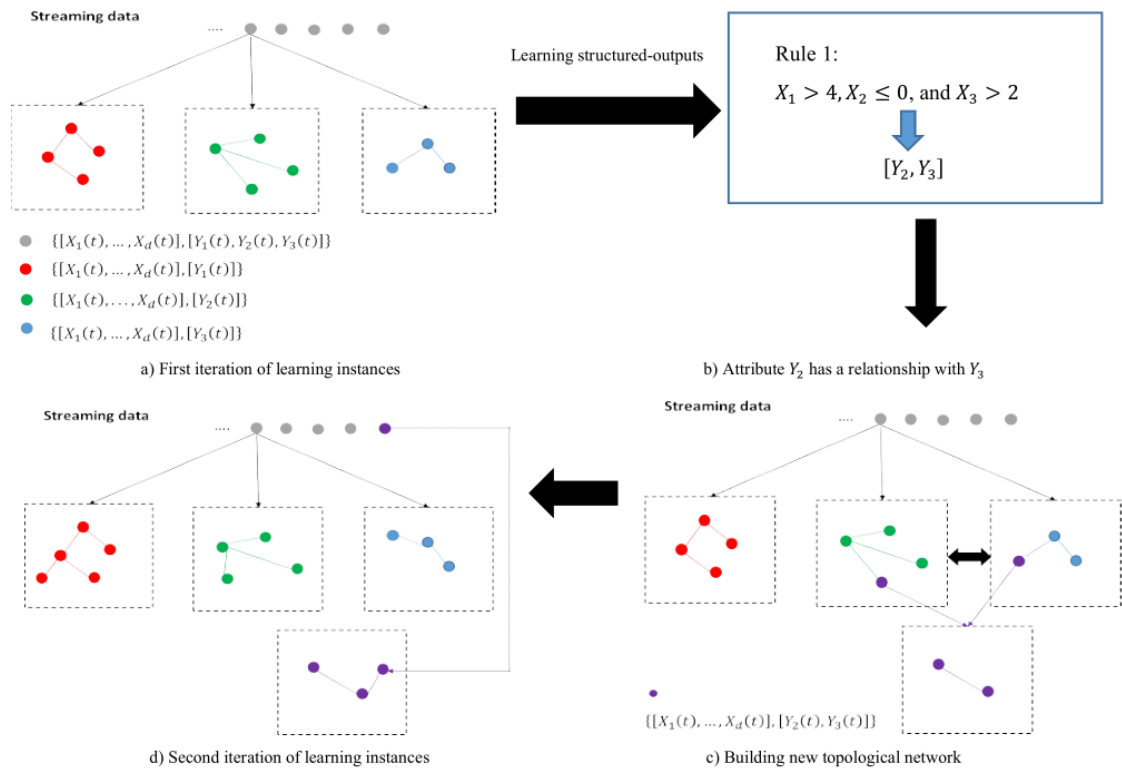 Streaming data
....
Learning structured-outputs
Rule 1:
X₁ > 4, X₂ ≤ 0, and X₃ > 2
[Y₂, Y₃]
{[X₁(t), ... , X_d(t)], [Y₁(t), Y₂(t), Y₃(t)]}
{[X₁(t), ... , X_d(t)], [Y₁(t)]}
{[X₁(t), . . . , X_d(t)], [Y₂(t)]}
{[X₁(t), ... , X_d(t)], [Y₃(t)]}
a) First iteration of learning instances
b) Attribute Y₂ has a relationship with Y₃
Streaming data
....
Streaming data
....
{[X₁(t), ... , X_d(t)], [Y₂(t), Y₃(t)]}
d) Second iteration of learning instances
c) Building new topological network